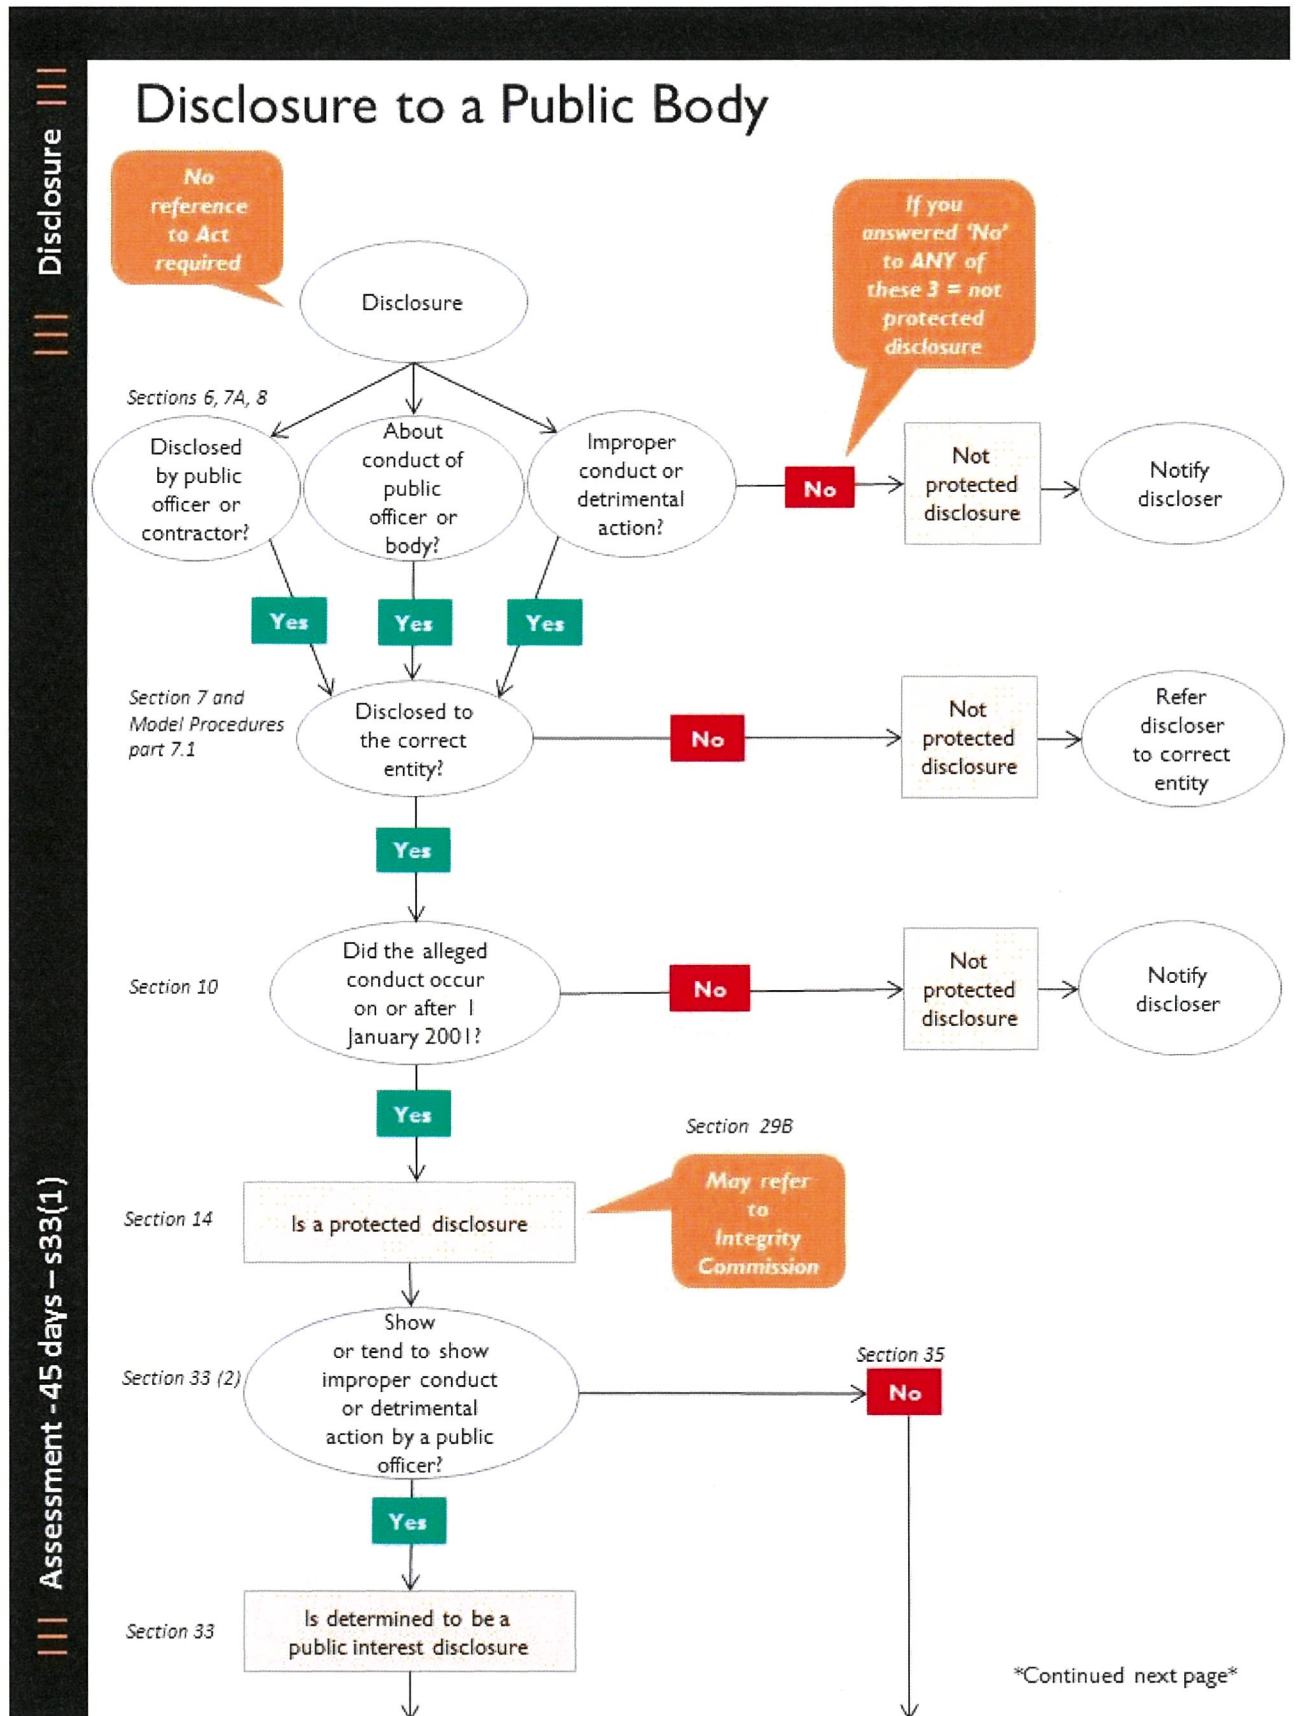 Disclosure to a Public Body
Disclosure
No
reference
to Act
required
If you
answered ‘No’
to ANY of
these 3 = not
protected
disclosure
Disclosure
Sections 6, 7A, 8
Disclosed
by public
officer or
contractor?
About
conduct of
public
officer or
body?
Improper
conduct or
detrimental
action?
No
Not
protected
disclosure
Notify
discloser
Yes
Yes
Yes
Section 7 and
Model Procedures
part 7.1
Disclosed to
the correct
entity?
No
Not
protected
disclosure
Refer
discloser
to correct
entity
Yes
Section 10
Did the alleged
conduct occur
on or after 1
January 2001?
No
Not
protected
disclosure
Notify
discloser
Yes
Section 29B
May refer
to
Integrity
Commission
Assessment -45 days – s33(1)
Section 14
Is a protected disclosure
Section 33 (2)
Show
or tend to show
improper conduct
or detrimental
action by a public
officer?
Section 35
No
Yes
Section 33
Is determined to be a
public interest disclosure
*Continued next page*